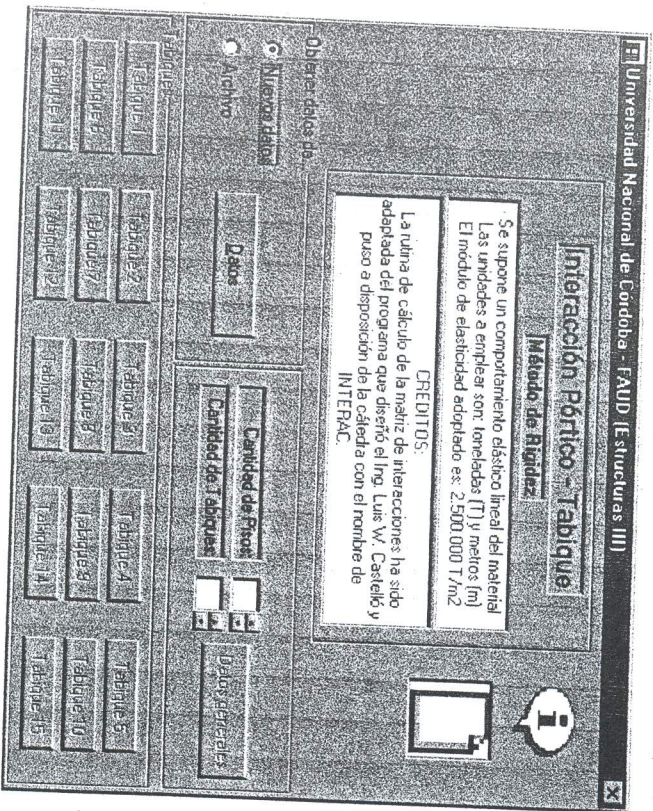 Universidad Nacional de Córdoba - FAUD (Estructuras III)
Interacción Pórtico - Tabique
Método de Rigidez
Se supone un comportamiento elástico lineal del material
Las unidades a emplear son: toneladas (T) y metros (m)
El módulo de elasticidad adoptado es: 2.500.000 T/m2
CREDITOS:
La rutina de cálculo de la matriz de interacciones ha sido
adaptada del programa que diseñó el Ing. Luis W. Castelló y
puso a disposición de la cátedra con el nombre de
INTERAC.
Obtener datos de...
Nuevos datos
Archivo
Datos
Cantidad de Pisos
Cantidad de Tabiques
Datos generales
Tabiques
Tabique 1
Tabique 2
Tabique 3
Tabique 4
Tabique 5
Tabique 6
Tabique 7
Tabique 8
Tabique 9
Tabique 10
Tabique 11
Tabique 12
Tabique 13
Tabique 14
Tabique 15